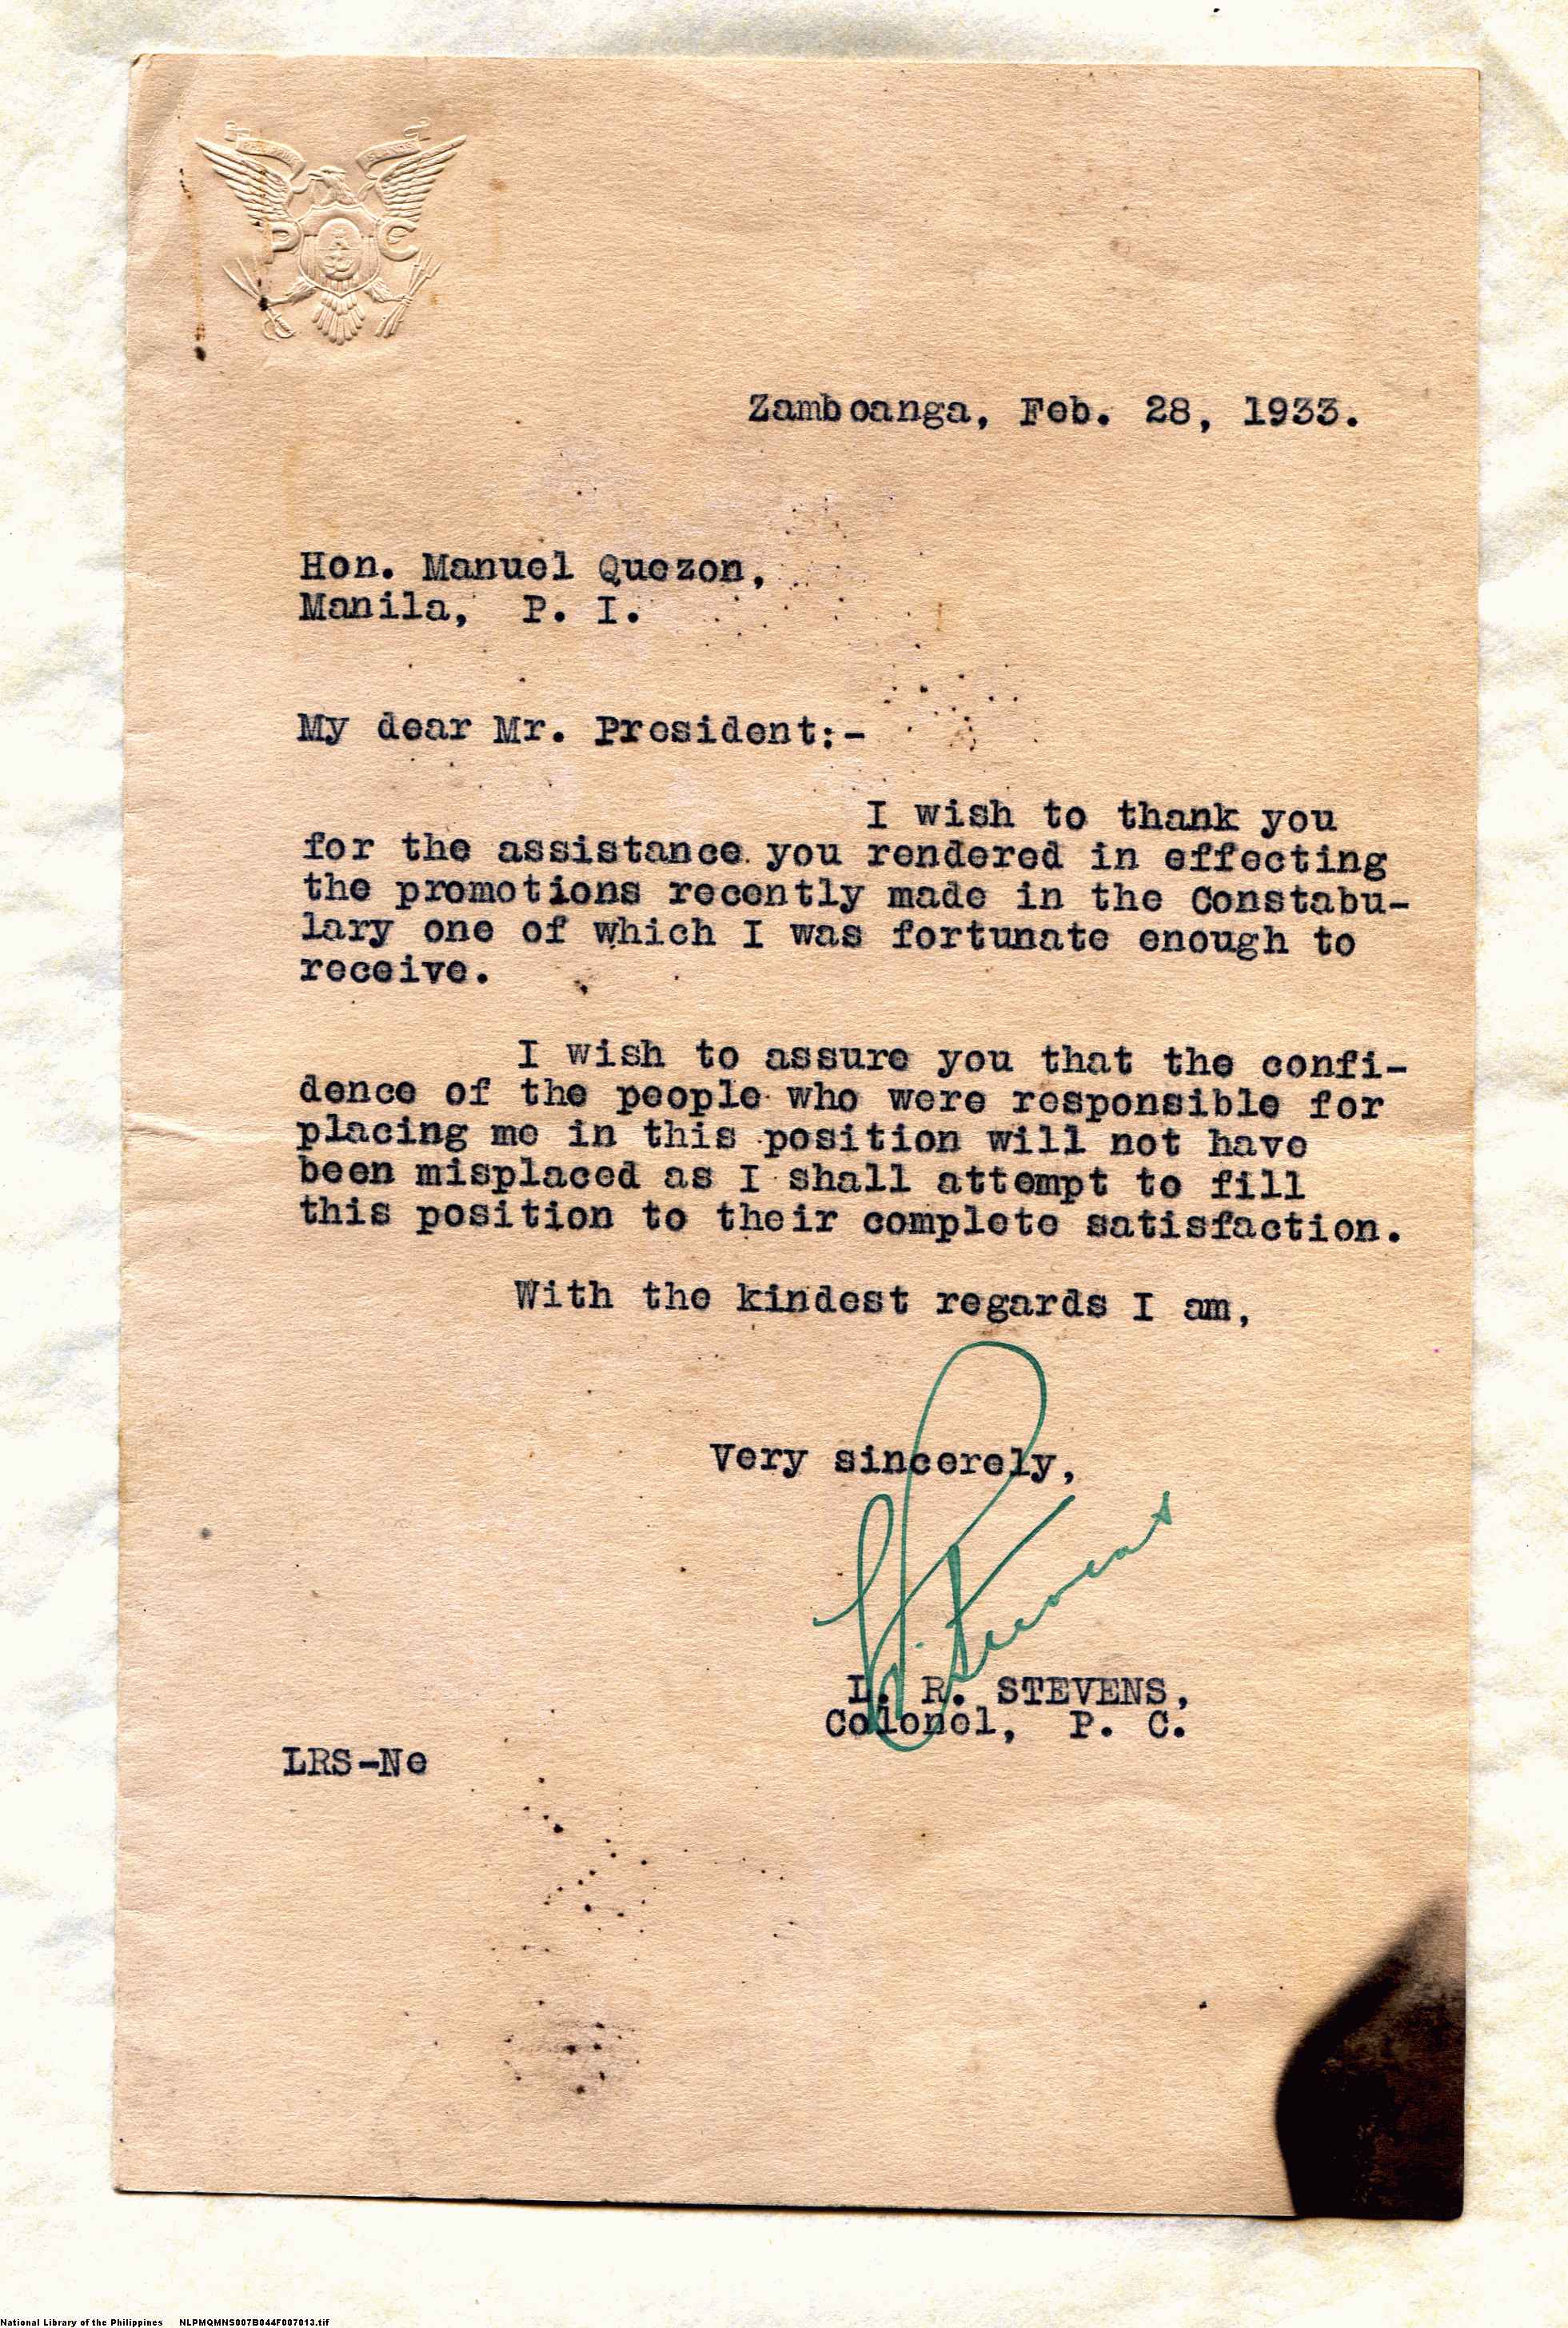 P C
Zamboanga, Feb. 28, 1933.
Hon. Manuel Quezon,
Manila, P. I.
My dear Mr. President:-
I wish to thank you
for the assistance you rendered in effecting
the promotions recently made in the Constabu-
lary one of which I was fortunate enough to
receive.
I wish to assure you that the confi-
dence of the people who were responsible for
placing me in this position will not have
been misplaced as I shall attempt to fill
this position to their complete satisfaction.
With the kindest regards I am,
Very sincerely,
L. R. Stevens
L. R. STEVENS,
Colonel, P. C.
LRS-Ne
National Library of the Philippines NLPMQMNS007B044F007013.tif